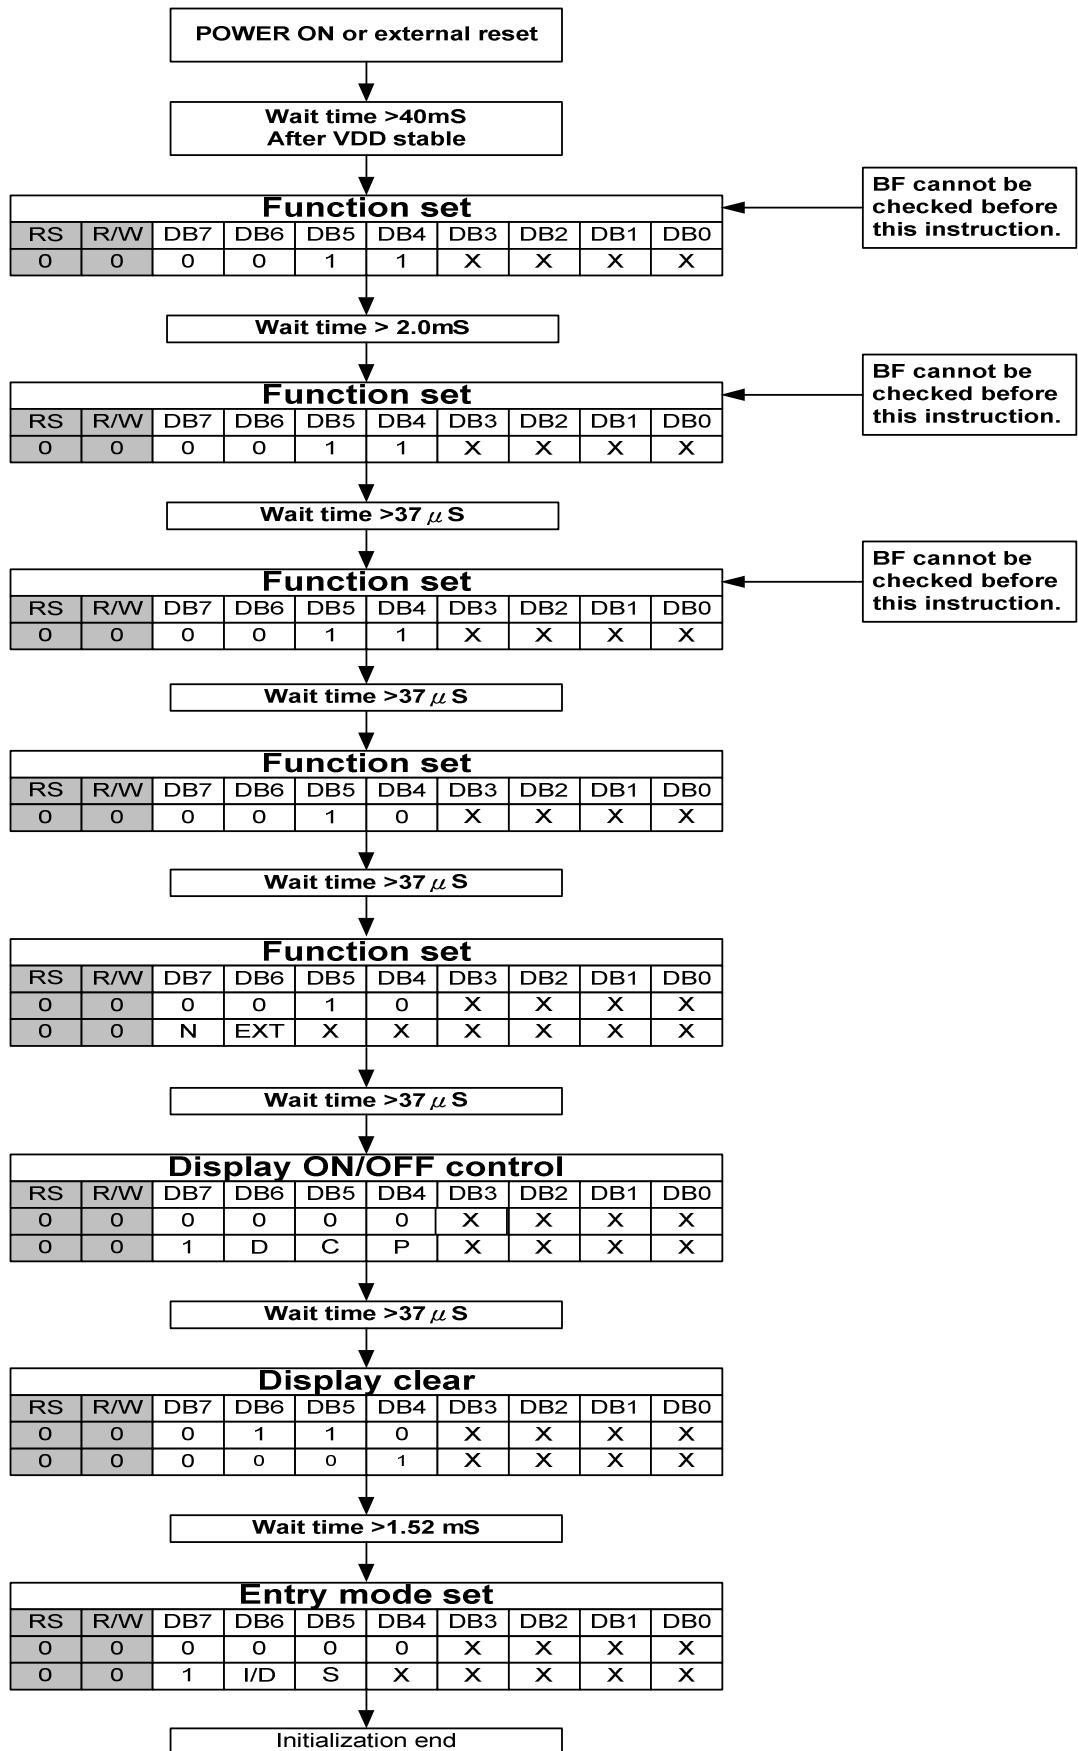 POWER ON or external reset
Wait time >40mS
After VDD stable
Function set
RS R/W DB7 DB6 DB5 DB4 DB3 DB2 DB1 DB0
0 0 0 0 1 1 X X X X
BF cannot be
checked before
this instruction.
Wait time > 2.0mS
Function set
RS R/W DB7 DB6 DB5 DB4 DB3 DB2 DB1 DB0
0 0 0 0 1 1 X X X X
BF cannot be
checked before
this instruction.
Wait time >37μS
Function set
RS R/W DB7 DB6 DB5 DB4 DB3 DB2 DB1 DB0
0 0 0 0 1 1 X X X X
BF cannot be
checked before
this instruction.
Wait time >37μS
Function set
RS R/W DB7 DB6 DB5 DB4 DB3 DB2 DB1 DB0
0 0 0 0 1 0 X X X X
Wait time >37μS
Function set
RS R/W DB7 DB6 DB5 DB4 DB3 DB2 DB1 DB0
0 0 0 0 1 0 X X X X
0 0 N EXT X X X X X X
Wait time >37μS
Display ON/OFF control
RS R/W DB7 DB6 DB5 DB4 DB3 DB2 DB1 DB0
0 0 0 0 0 0 X X X X
0 0 1 D C P X X X X
Wait time >37μS
Display clear
RS R/W DB7 DB6 DB5 DB4 DB3 DB2 DB1 DB0
0 0 0 1 1 0 X X X X
0 0 0 0 0 1 X X X X
Wait time >1.52 mS
Entry mode set
RS R/W DB7 DB6 DB5 DB4 DB3 DB2 DB1 DB0
0 0 0 0 0 0 X X X X
0 0 1 I/D S X X X X X
Initialization end